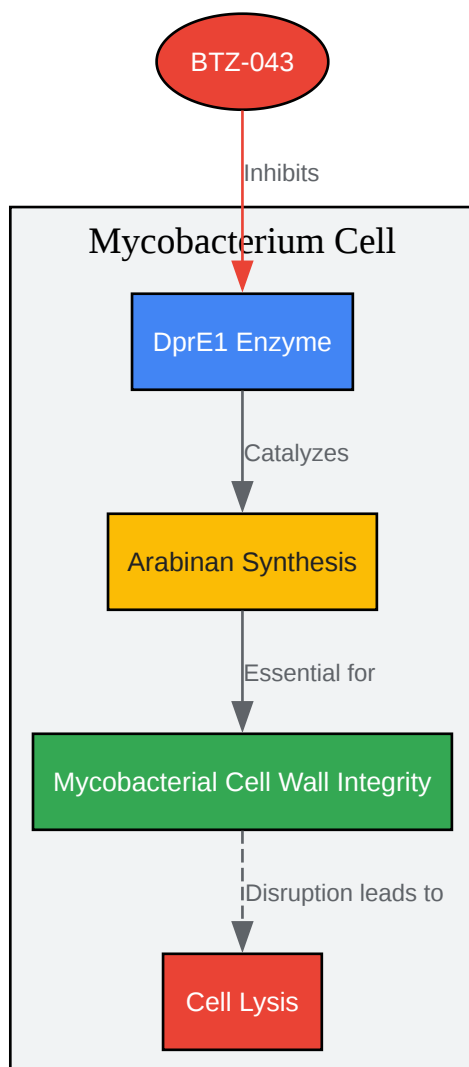 BTZ-043
Inhibits
Mycobacterium Cell
DprE1 Enzyme
Catalyzes
Arabinan Synthesis
Essential for
Mycobacterial Cell Wall Integrity
Disruption leads to
Cell Lysis